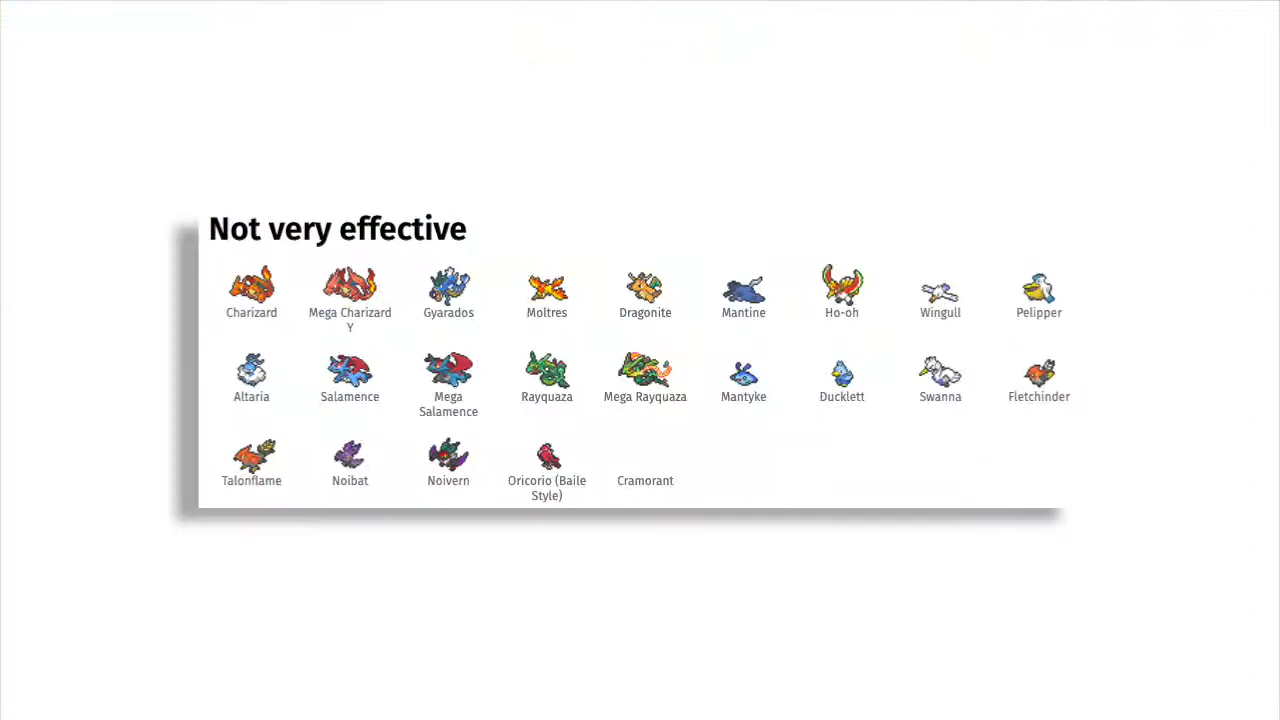 Not very effective
Charizard Mega Charizard Y Gyarados Moltres Dragonite Mantine Ho-oh Wingull Pelipper
Altaria Salamence Mega Salamence Rayquaza Mega Rayquaza Mantyke Ducklett Swanna Fletchinder
Talonflame Noibat Noivern Oricorio (Baile Style) Cramorant